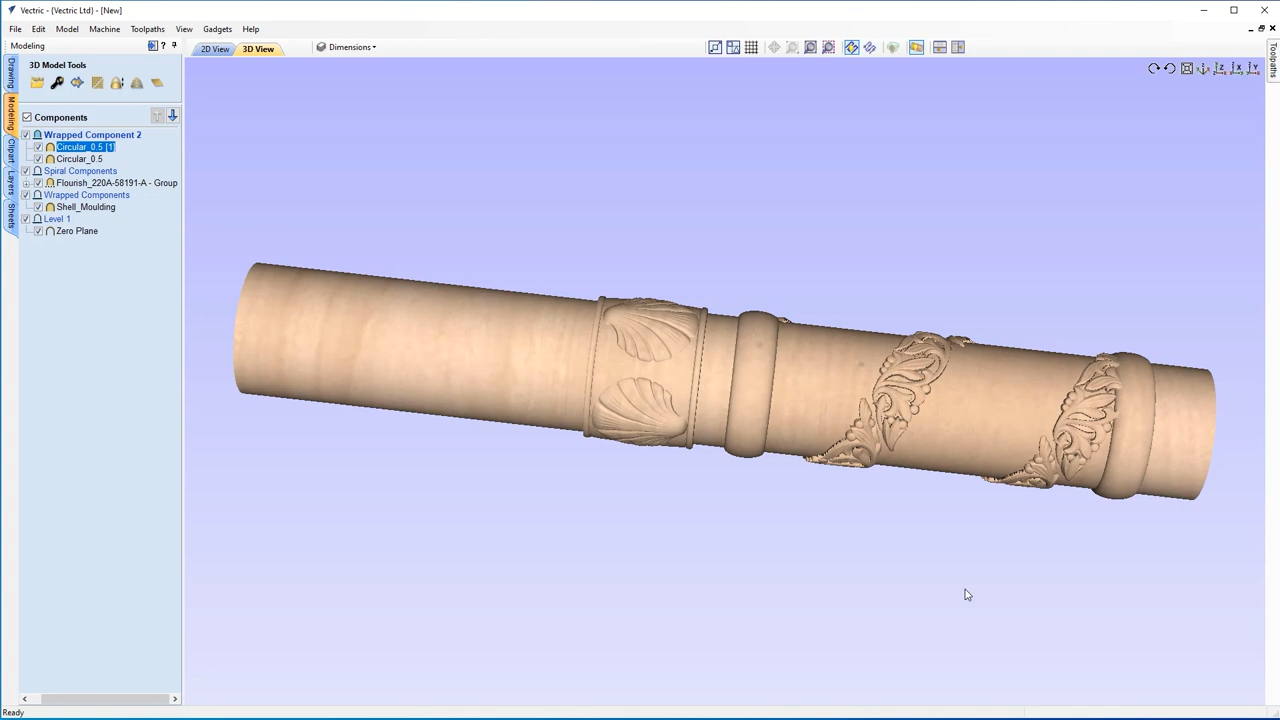 Vectric - {Vectric Ltd} - [New]
File Edit Model Machine Toolpaths View Gadgets Help
Modeling ?
2D View 3D View Dimensions
Drawing
Modeling
Clipart
Layers
Sheets
3D Model Tools
Components
Wrapped Component 2
Circular_0.5 [1]
Circular_0.5
Spiral Components
Flourish_220A-58191-A - Group
Wrapped Components
Shell_Moulding
Level 1
Zero Plane
Toolpaths
Z X Y
Ready